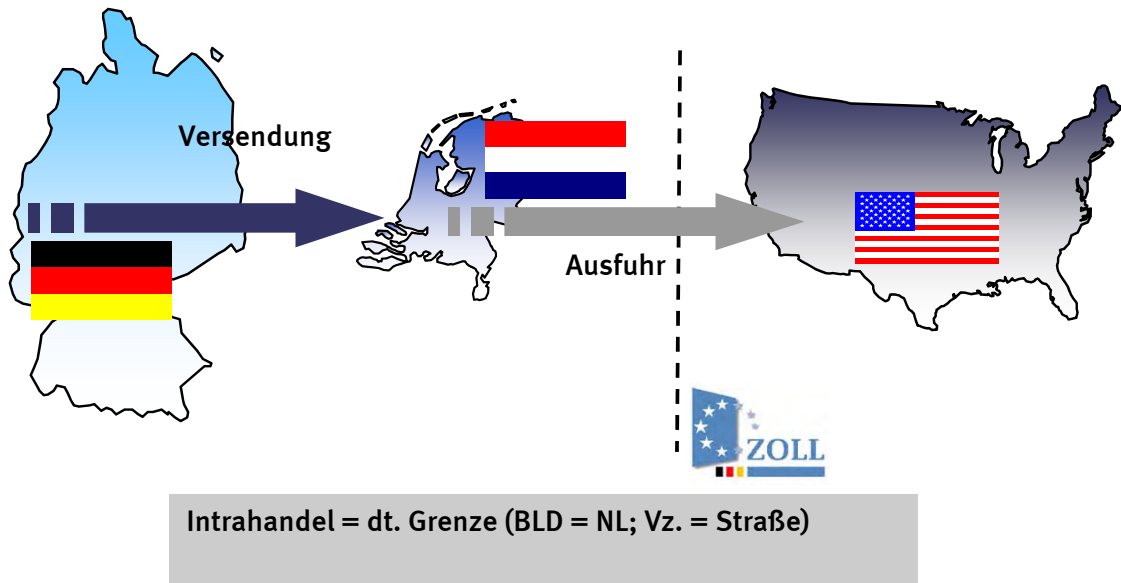 Versendung
Ausfuhr
ZOLL
Intrahandel = dt. Grenze (BLD = NL; Vz. = Straße)